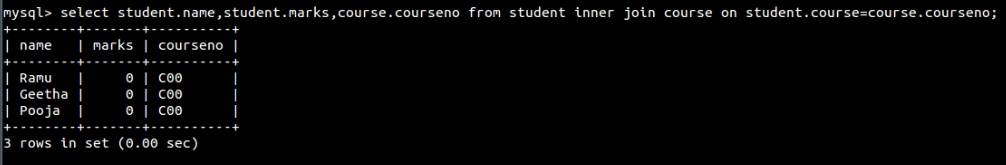 mysql> select student.name,student.marks,course.courseno from student inner join course on student.course=course.courseno;
+--------+-------+----------+
| name   | marks | courseno |
+--------+-------+----------+
| Ramu   |     0 | C00      |
| Geetha |     0 | C00      |
| Pooja  |     0 | C00      |
+--------+-------+----------+
3 rows in set (0.00 sec)